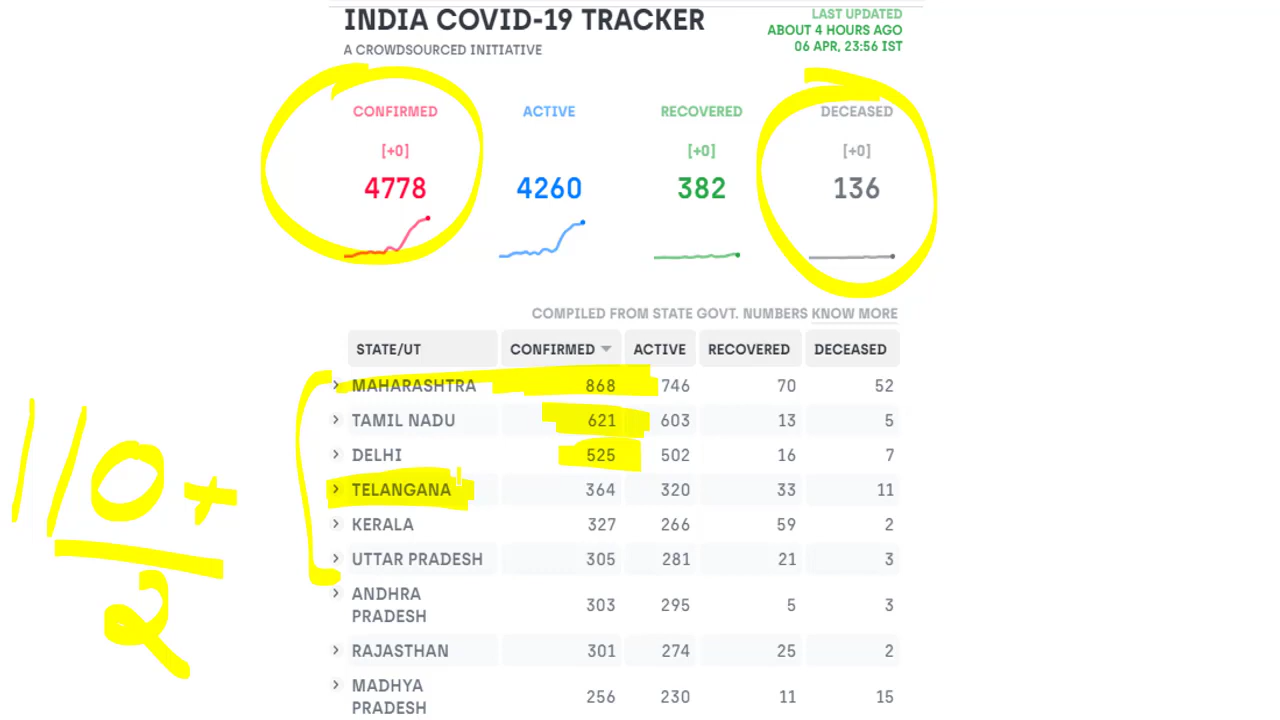 INDIA COVID-19 TRACKER
A CROWDSOURCED INITIATIVE
LAST UPDATED
ABOUT 4 HOURS AGO
06 APR, 23:56 IST
CONFIRMED ACTIVE RECOVERED DECEASED
[+0] [+0] [+0]
4778 4260 382 136
COMPILED FROM STATE GOVT. NUMBERS KNOW MORE
STATE/UT CONFIRMED ACTIVE RECOVERED DECEASED
MAHARASHTRA 868 746 70 52
TAMIL NADU 621 603 13 5
DELHI 525 502 16 7
TELANGANA 364 320 33 11
KERALA 327 266 59 2
UTTAR PRADESH 305 281 21 3
ANDHRA PRADESH 303 295 5 3
RAJASTHAN 301 274 25 2
MADHYA PRADESH 256 230 11 15
110+
2